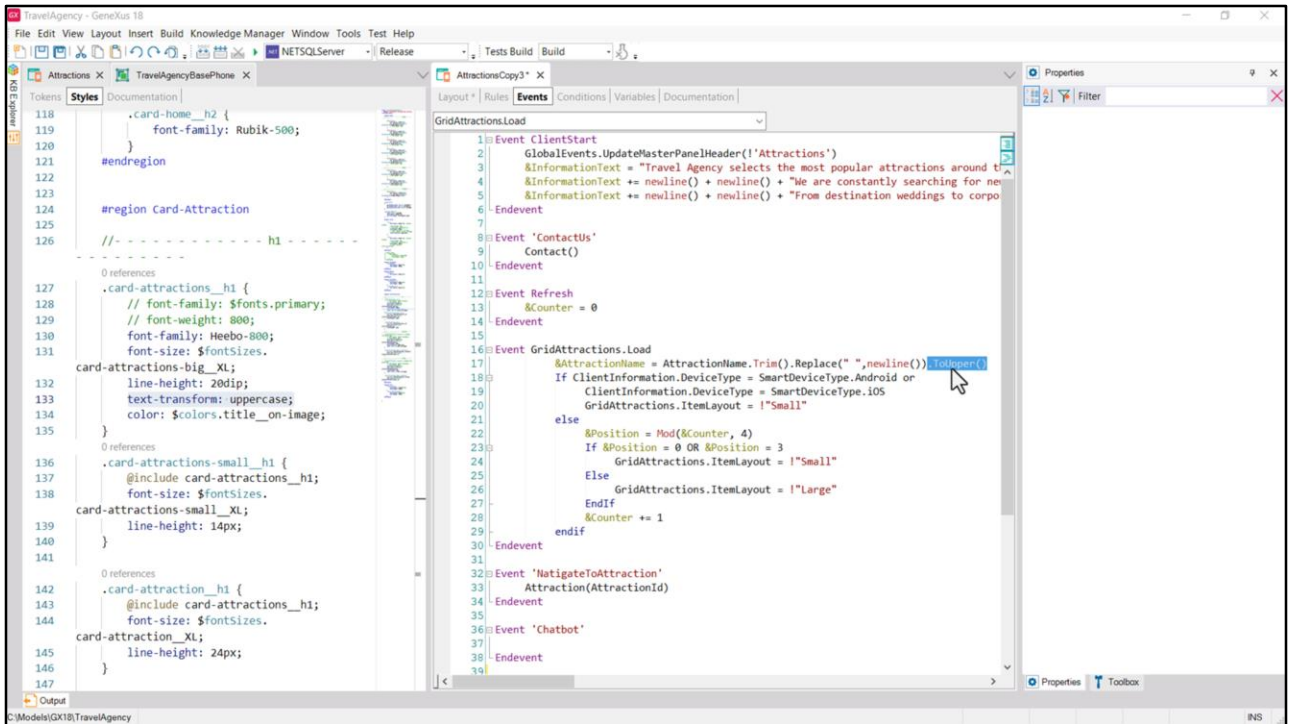 TravelAgency - GeneXus 18
File Edit View Layout Insert Build Knowledge Manager Window Tools Test Help
NETSQLServer Release Tests Build Build
KB Explorer
Attractions X TravelAgencyBasePhone X
Tokens Styles Documentation
118 .card-home__h2 {
119 font-family: Rubik-500;
120 }
121 #endregion
122
123
124 #region Card-Attraction
125
126 //- - - - - - - - - - - - h1 - - - - - -
- - - - - - - - -
0 references
127 .card-attractions__h1 {
128 // font-family: $fonts.primary;
129 // font-weight: 800;
130 font-family: Heebo-800;
131 font-size: $fontSizes.
card-attractions-big__XL;
132 line-height: 20dip;
133 text-transform: uppercase;
134 color: $colors.title__on-image;
135 }
0 references
136 .card-attractions-small__h1 {
137 @include card-attractions__h1;
138 font-size: $fontSizes.
card-attractions-small__XL;
139 line-height: 14px;
140 }
141
0 references
142 .card-attraction__h1 {
143 @include card-attractions__h1;
144 font-size: $fontSizes.
card-attraction__XL;
145 line-height: 24px;
146 }
147
AttractionsCopy3* X
Layout * Rules Events Conditions Variables Documentation
GridAttractions.Load
1 Event ClientStart
2 GlobalEvents.UpdateMasterPanelHeader(!'Attractions')
3 &InformationText = "Travel Agency selects the most popular attractions around t
4 &InformationText += newline() + newline() + "We are constantly searching for ne
5 &InformationText += newline() + newline() + "From destination weddings to corpo
6 Endevent
7
8 Event 'ContactUs'
9 Contact()
10 Endevent
11
12 Event Refresh
13 &Counter = 0
14 Endevent
15
16 Event GridAttractions.Load
17 &AttractionName = AttractionName.Trim().Replace(" ",newline()).ToUpper()
18 If ClientInformation.DeviceType = SmartDeviceType.Android or
19 ClientInformation.DeviceType = SmartDeviceType.iOS
20 GridAttractions.ItemLayout = !"Small"
21 else
22 &Position = Mod(&Counter, 4)
23 If &Position = 0 OR &Position = 3
24 GridAttractions.ItemLayout = !"Small"
25 Else
26 GridAttractions.ItemLayout = !"Large"
27 EndIf
28 &Counter += 1
29 endif
30 Endevent
31
32 Event 'NatigateToAttraction'
33 Attraction(AttractionId)
34 Endevent
35
36 Event 'Chatbot'
37
38 Endevent
39
Properties
Filter
Properties Toolbox
Output
C:\Models\GX18\TravelAgency
INS